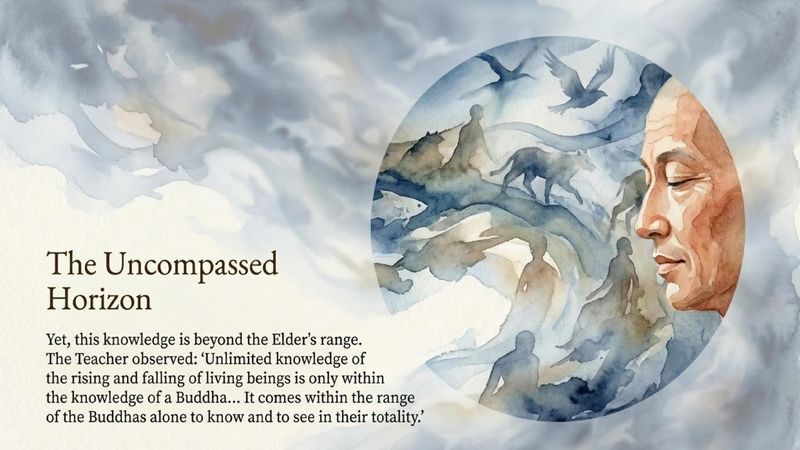 The Uncompassed
Horizon
Yet, this knowledge is beyond the Elder’s range.
The Teacher observed: ‘Unlimited knowledge of
the rising and falling of living beings is only within
the knowledge of a Buddha... It comes within the range
of the Buddhas alone to know and to see in their totality.’